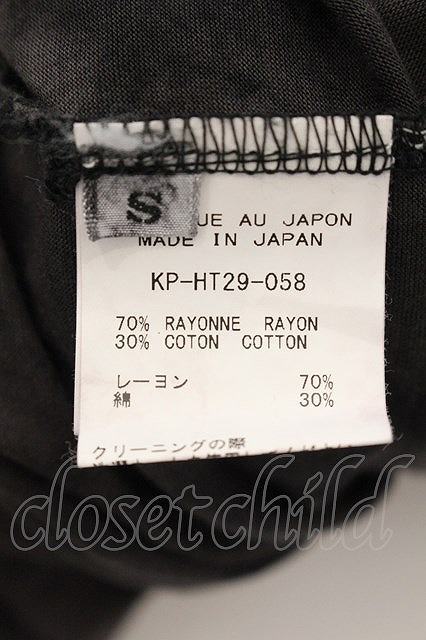 S
AU JAPON
MADE IN JAPAN
KP-HT29-058
70% RAYONNE RAYON
30% COTON COTTON
レーヨン 70%
綿 30%
クリーニングの際
closetchild